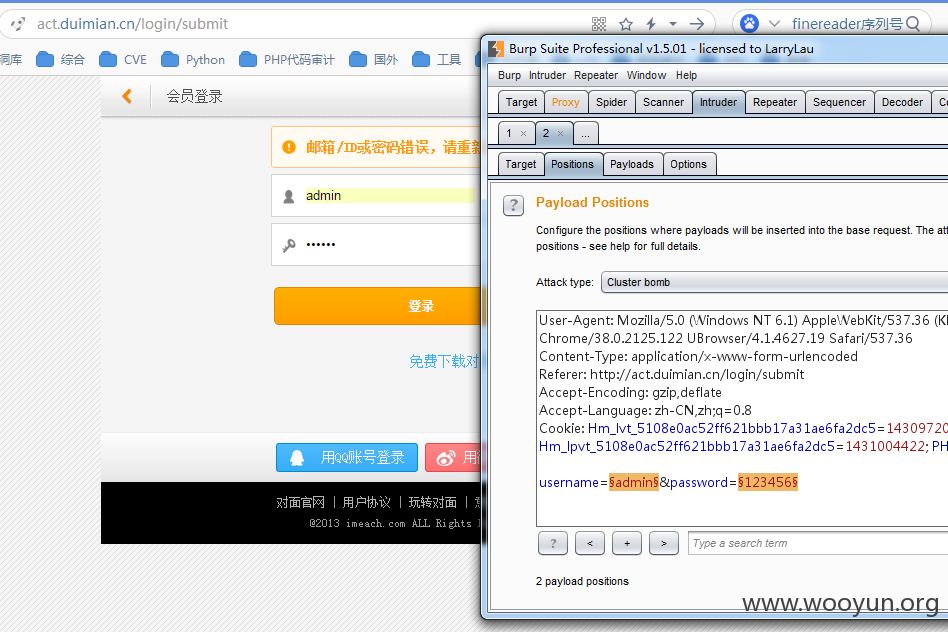 act.duimian.cn/login/submit
finereader序列号
洞库 综合 CVE Python PHP代码审计 国外 工具
会员登录
邮箱/ID或密码错误，请重新
admin
••••••
登录
免费下载对
用QQ账号登录 用
对面官网 | 用户协议 | 玩转对面 |
@2013 imeach.com ALL Rights
Burp Suite Professional v1.5.01 - licensed to LarryLau
Burp Intruder Repeater Window Help
Target Proxy Spider Scanner Intruder Repeater Sequencer Decoder Co
1 × 2 × ...
Target Positions Payloads Options
? Payload Positions
Configure the positions where payloads will be inserted into the base request. The att
positions - see help for full details.
Attack type: Cluster bomb
User-Agent: Mozilla/5.0 (Windows NT 6.1) AppleWebKit/537.36 (KH
Chrome/38.0.2125.122 UBrowser/4.1.4627.19 Safari/537.36
Content-Type: application/x-www-form-urlencoded
Referer: http://act.duimian.cn/login/submit
Accept-Encoding: gzip,deflate
Accept-Language: zh-CN,zh;q=0.8
Cookie: Hm_lvt_5108e0ac52ff621bbb17a31ae6fa2dc5=14309720
Hm_lpvt_5108e0ac52ff621bbb17a31ae6fa2dc5=1431004422; PH
username=§admin§&password=§123456§
? < + > Type a search term
2 payload positions
www.wooyun.org